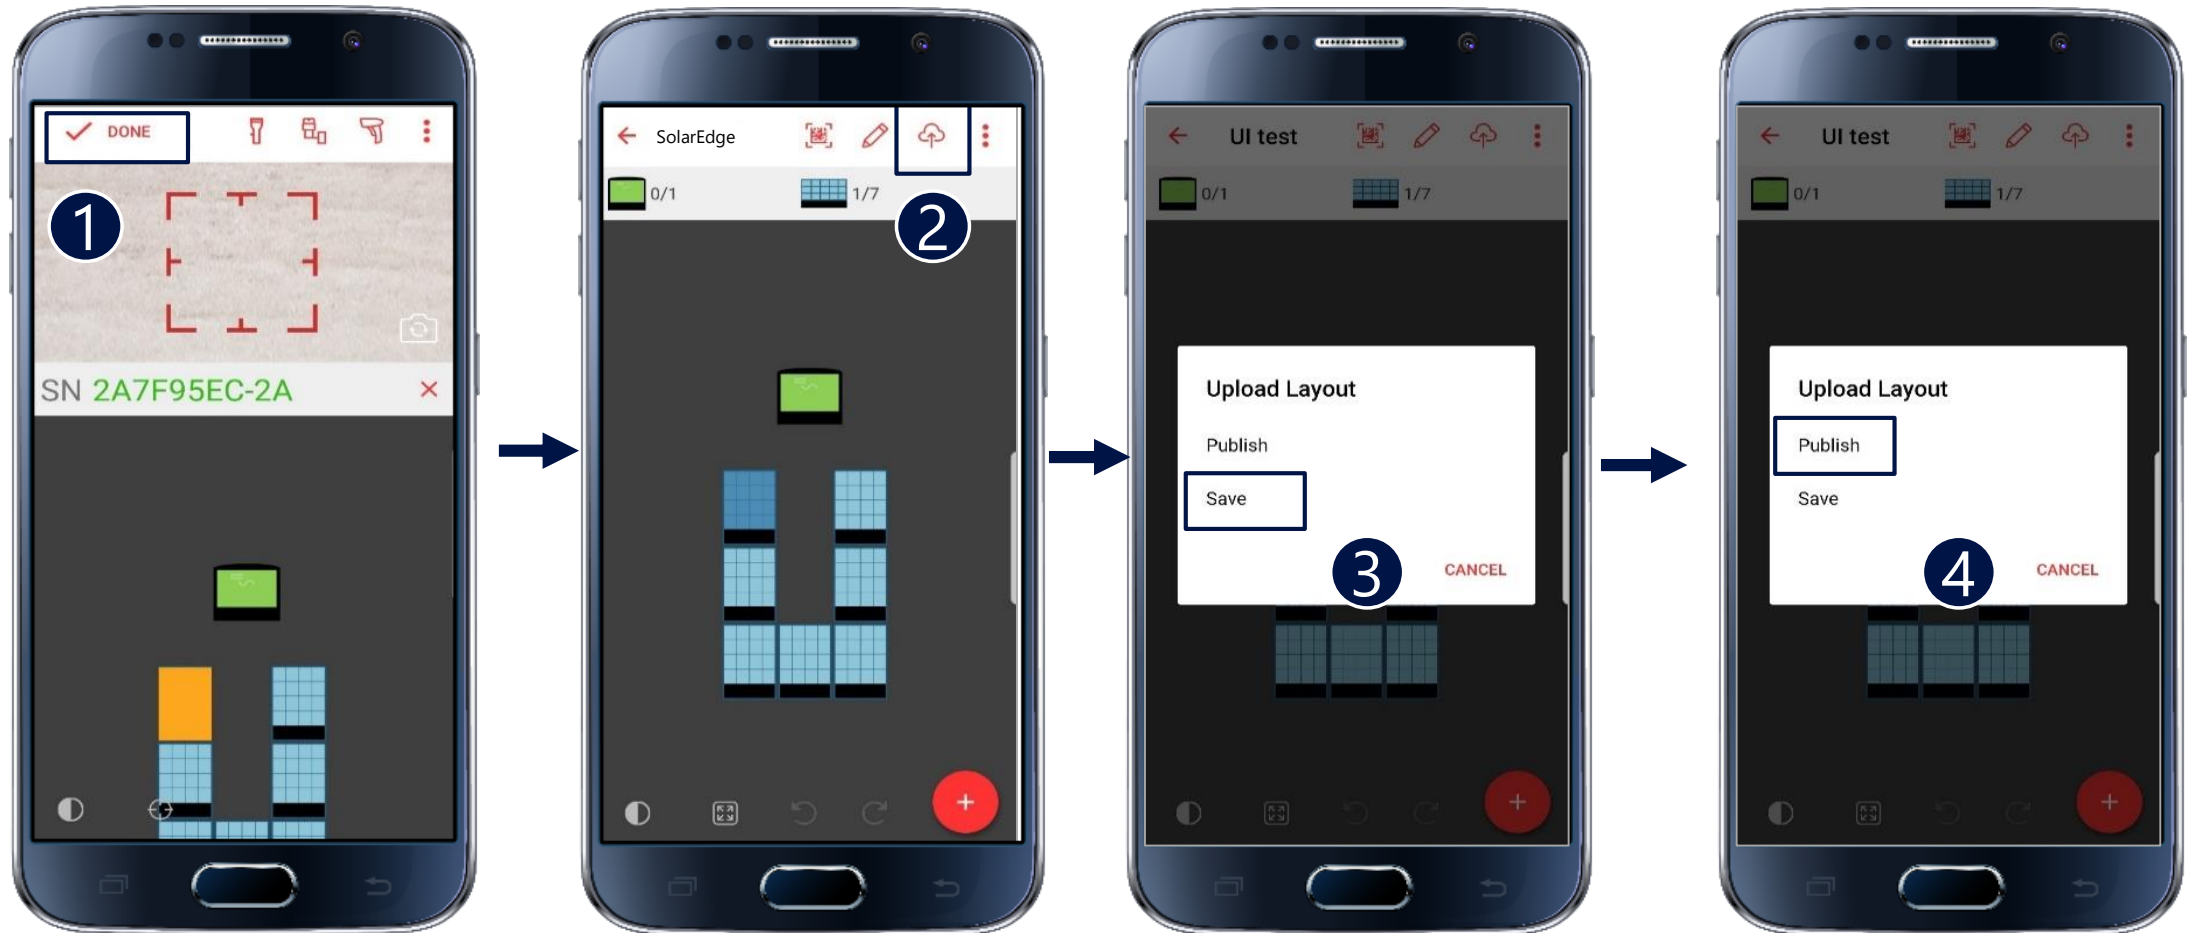 DONE
1
SN 2A7F95EC-2A
SolarEdge
0/1
1/7
2
UI test
0/1
1/7
Upload Layout
Publish
Save
3
CANCEL
UI test
0/1
1/7
Upload Layout
Publish
Save
4
CANCEL